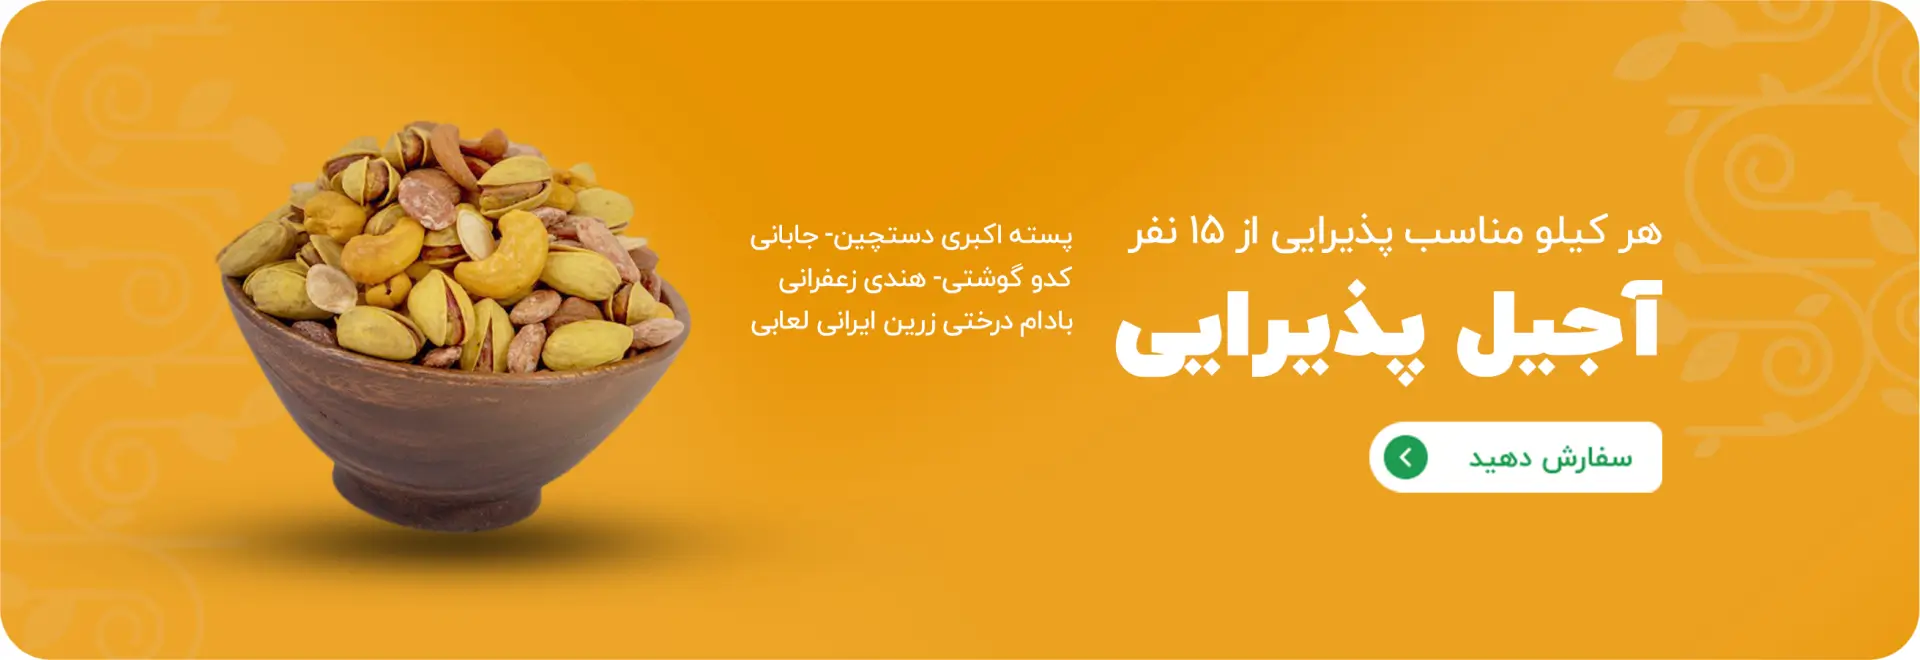 هر کیلو مناسب پذیرایی از ۱۵ نفر
آجیل پذیرایی
سفارش دهید
پسته اکبری دستچین- جابانی
کدو گوشتی- هندی زعفرانی
بادام درختی زرین ایرانی لعابی